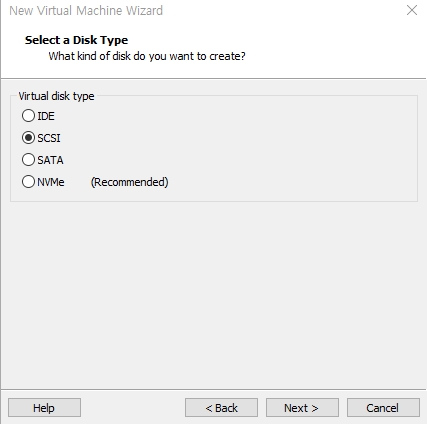 New Virtual Machine Wizard
Select a Disk Type
What kind of disk do you want to create?
Virtual disk type
IDE
SCSI
SATA
NVMe (Recommended)
Help < Back Next > Cancel